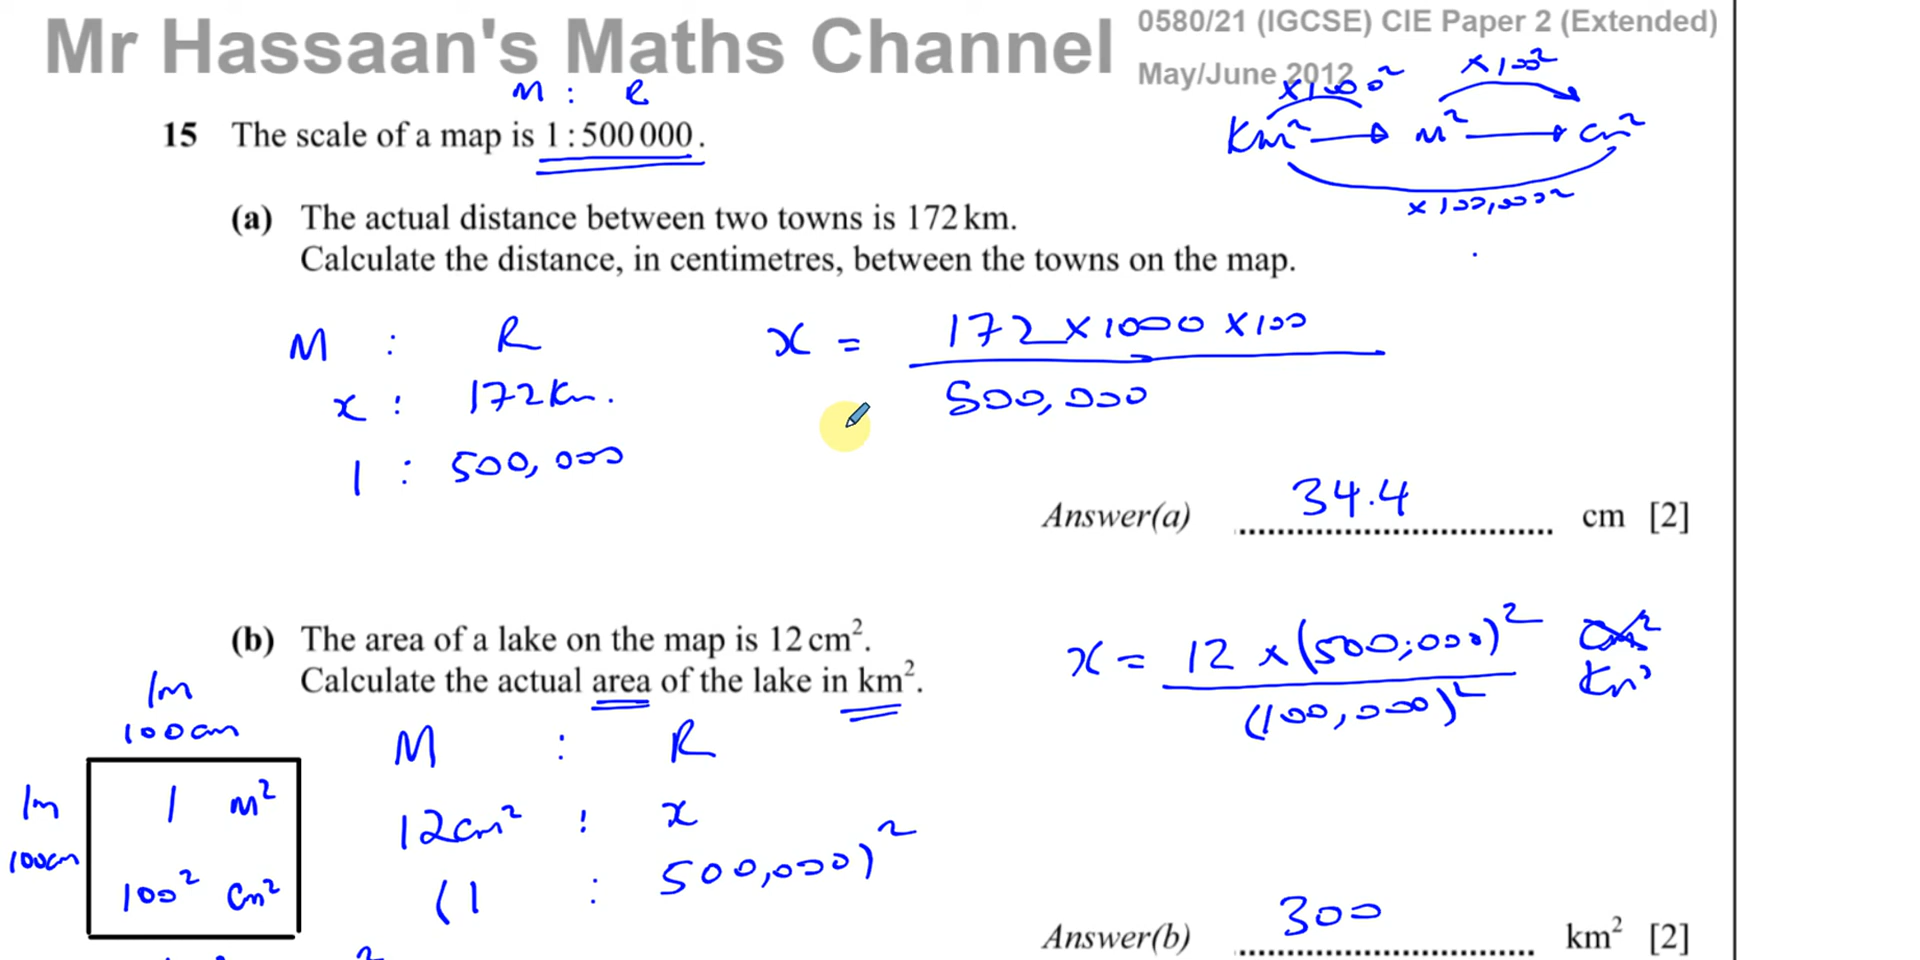 Mr Hassaan's Maths Channel
0580/21 (IGCSE) CIE Paper 2 (Extended)
May/June 2012
M : R
×1000²
×100²
km² → m² → cm²
×100,000²
15 The scale of a map is 1 : 500 000.
(a) The actual distance between two towns is 172 km.
Calculate the distance, in centimetres, between the towns on the map.
M : R
x : 172km.
1 : 500,000
x = 172 × 1000 × 100
500,000
34.4
Answer(a) .......... cm [2]
(b) The area of a lake on the map is 12 cm².
Calculate the actual area of the lake in km².
x = 12 × (500,000)² cm²
(100,000)² km²
1m
100cm
1m
100cm
1 m²
100² cm²
M : R
12cm² : x
(1 : 500,000)²
300
Answer(b) .......... km² [2]